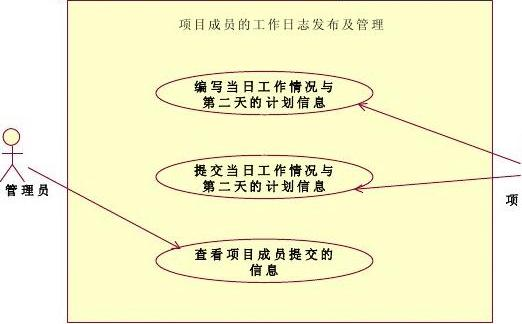 项目成员的工作日志发布及管理
编写当日工作情况与
第二天的计划信息
提交当日工作情况与
第二天的计划信息
管理员
项
查看项目成员提交的
信息